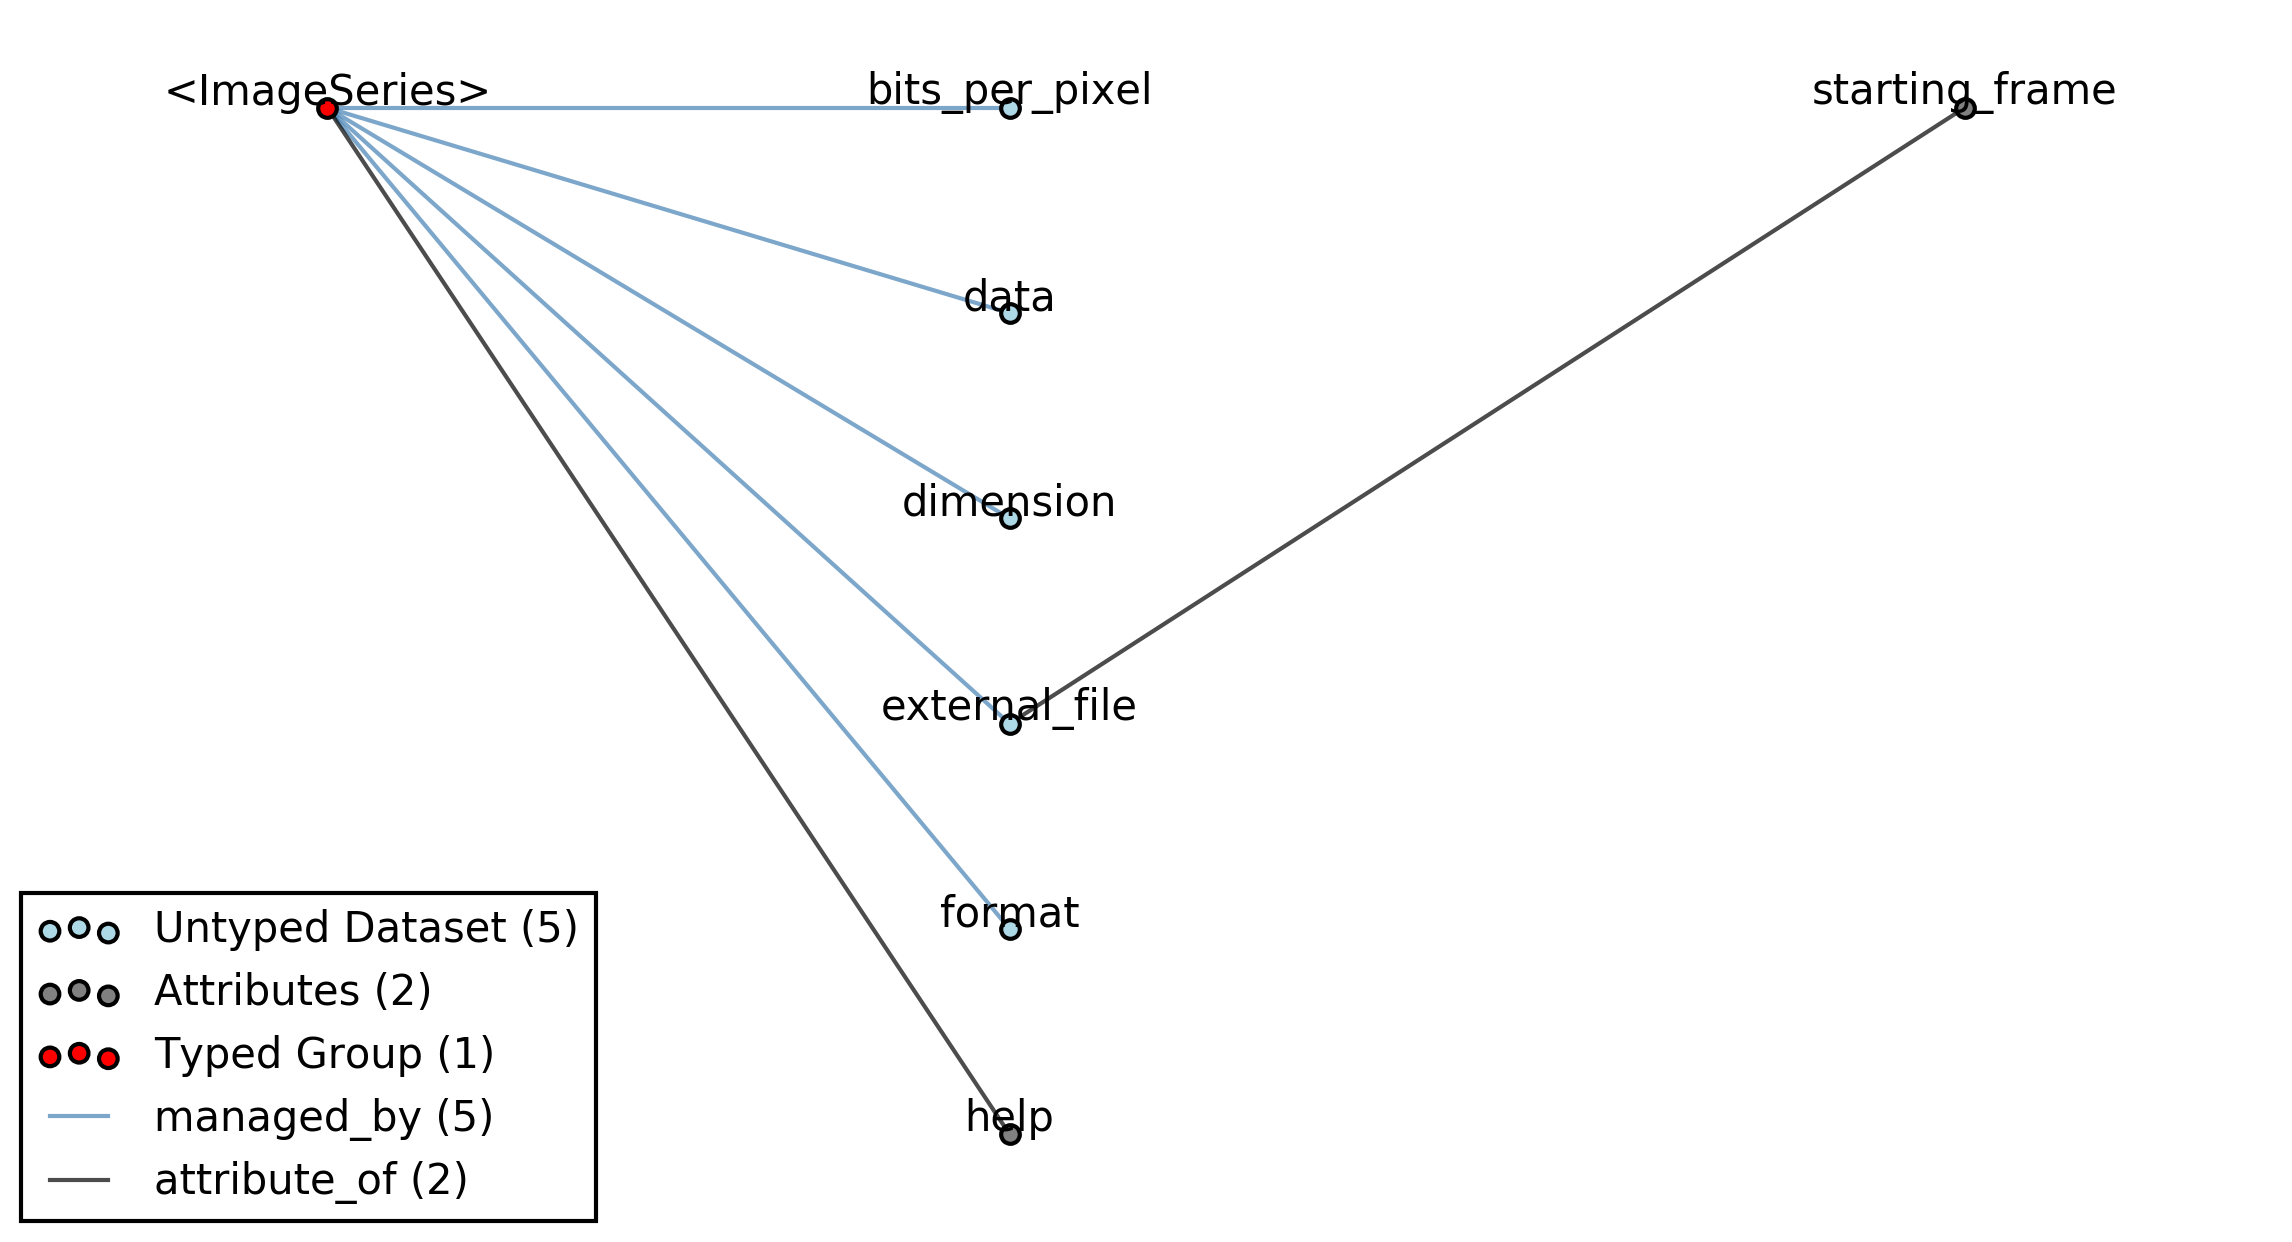 <ImageSeries>
bits_per_pixel
starting_frame
data
dimension
external_file
format
help
Untyped Dataset (5)
Attributes (2)
Typed Group (1)
managed_by (5)
attribute_of (2)